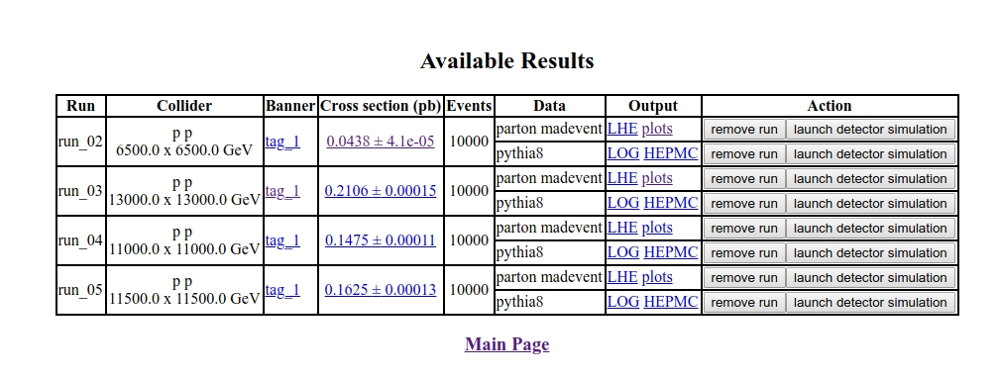 Available Results
Run Collider Banner Cross section (pb) Events Data Output Action
run_02 p p 6500.0 x 6500.0 GeV tag_1 0.0438 ± 4.1e-05 10000 parton madevent LHE plots remove run launch detector simulation
pythia8 LOG HEPMC remove run launch detector simulation
run_03 p p 13000.0 x 13000.0 GeV tag_1 0.2106 ± 0.00015 10000 parton madevent LHE plots remove run launch detector simulation
pythia8 LOG HEPMC remove run launch detector simulation
run_04 p p 11000.0 x 11000.0 GeV tag_1 0.1475 ± 0.00011 10000 parton madevent LHE plots remove run launch detector simulation
pythia8 LOG HEPMC remove run launch detector simulation
run_05 p p 11500.0 x 11500.0 GeV tag_1 0.1625 ± 0.00013 10000 parton madevent LHE plots remove run launch detector simulation
pythia8 LOG HEPMC remove run launch detector simulation
Main Page